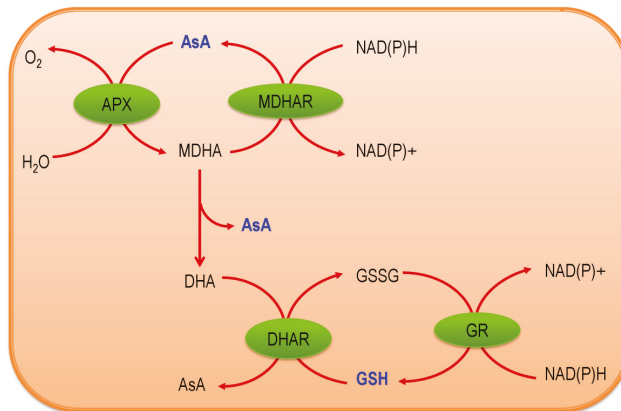 AsA
NAD(P)H
O2
APX
MDHAR
H2O
MDHA
NAD(P)+
AsA
DHA
GSSG
NAD(P)+
DHAR
GR
AsA
GSH
NAD(P)H